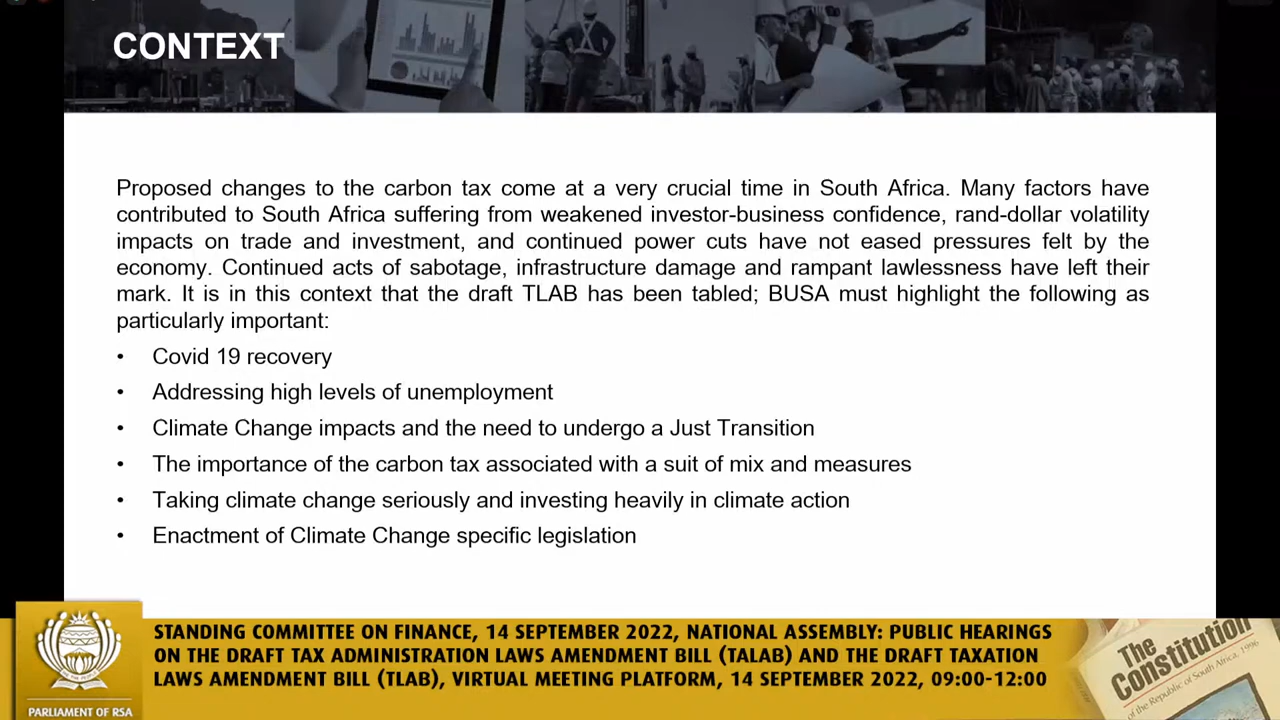 CONTEXT
Proposed changes to the carbon tax come at a very crucial time in South Africa. Many factors have
contributed to South Africa suffering from weakened investor-business confidence, rand-dollar volatility
impacts on trade and investment, and continued power cuts have not eased pressures felt by the
economy. Continued acts of sabotage, infrastructure damage and rampant lawlessness have left their
mark. It is in this context that the draft TLAB has been tabled; BUSA must highlight the following as
particularly important:
• Covid 19 recovery
• Addressing high levels of unemployment
• Climate Change impacts and the need to undergo a Just Transition
• The importance of the carbon tax associated with a suit of mix and measures
• Taking climate change seriously and investing heavily in climate action
• Enactment of Climate Change specific legislation
STANDING COMMITTEE ON FINANCE, 14 SEPTEMBER 2022, NATIONAL ASSEMBLY: PUBLIC HEARINGS
ON THE DRAFT TAX ADMINISTRATION LAWS AMENDMENT BILL (TALAB) AND THE DRAFT TAXATION
LAWS AMENDMENT BILL (TLAB), VIRTUAL MEETING PLATFORM, 14 SEPTEMBER 2022, 09:00-12:00
PARLIAMENT OF RSA
The
Constitution
of the Republic of South Africa, 1996